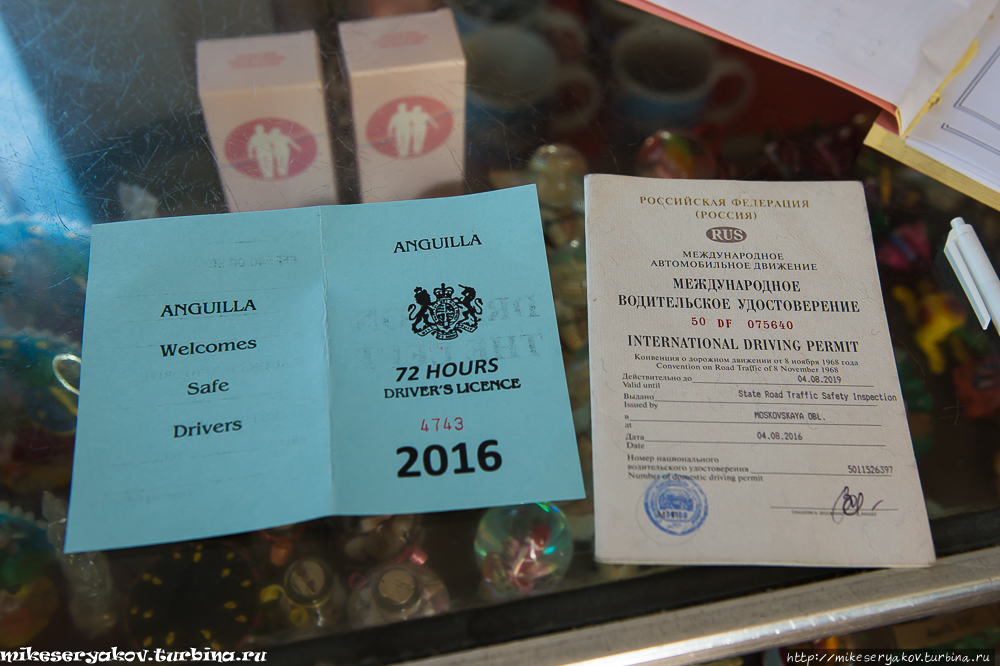 ANGUILLA
Welcomes
Safe
Drivers
ANGUILLA
72 HOURS
DRIVER'S LICENCE
4743
2016
РОССИЙСКАЯ ФЕДЕРАЦИЯ
(РОССИЯ)
RUS
МЕЖДУНАРОДНОЕ
АВТОМОБИЛЬНОЕ ДВИЖЕНИЕ
МЕЖДУНАРОДНОЕ
ВОДИТЕЛЬСКОЕ УДОСТОВЕРЕНИЕ
50 DF 075640
INTERNATIONAL DRIVING PERMIT
Конвенция о дорожном движении от 8 ноября 1968 года
Convention on Road Traffic of 8 November 1968
Действительно до 04.08.2019
Valid until
Выдано State Road Traffic Safety Inspection
Issued by
в MOSKOVSKAYA OBL.
at
Дата 04.08.2016
Date
Номер национального
водительского удостоверения 5011526397
Number of domestic driving permit
mikeseryakov.turbina.ru
http://mikeseryakov.turbina.ru